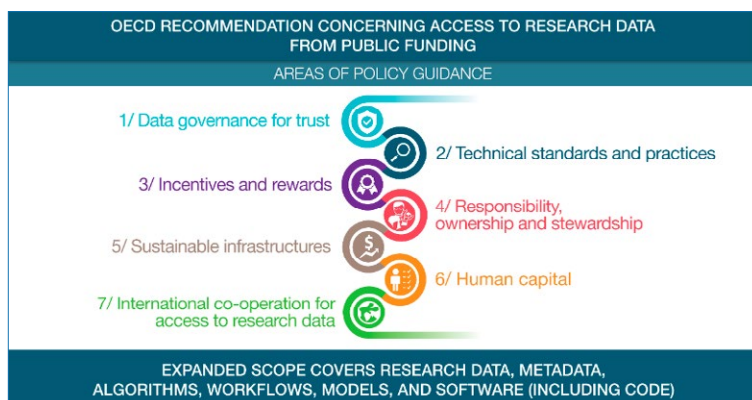 OECD RECOMMENDATION CONCERNING ACCESS TO RESEARCH DATA
FROM PUBLIC FUNDING
AREAS OF POLICY GUIDANCE
1/ Data governance for trust
2/ Technical standards and practices
3/ Incentives and rewards
4/ Responsibility,
ownership and stewardship
5/ Sustainable infrastructures
6/ Human capital
7/ International co-operation for
access to research data
EXPANDED SCOPE COVERS RESEARCH DATA, METADATA,
ALGORITHMS, WORKFLOWS, MODELS, AND SOFTWARE (INCLUDING CODE)